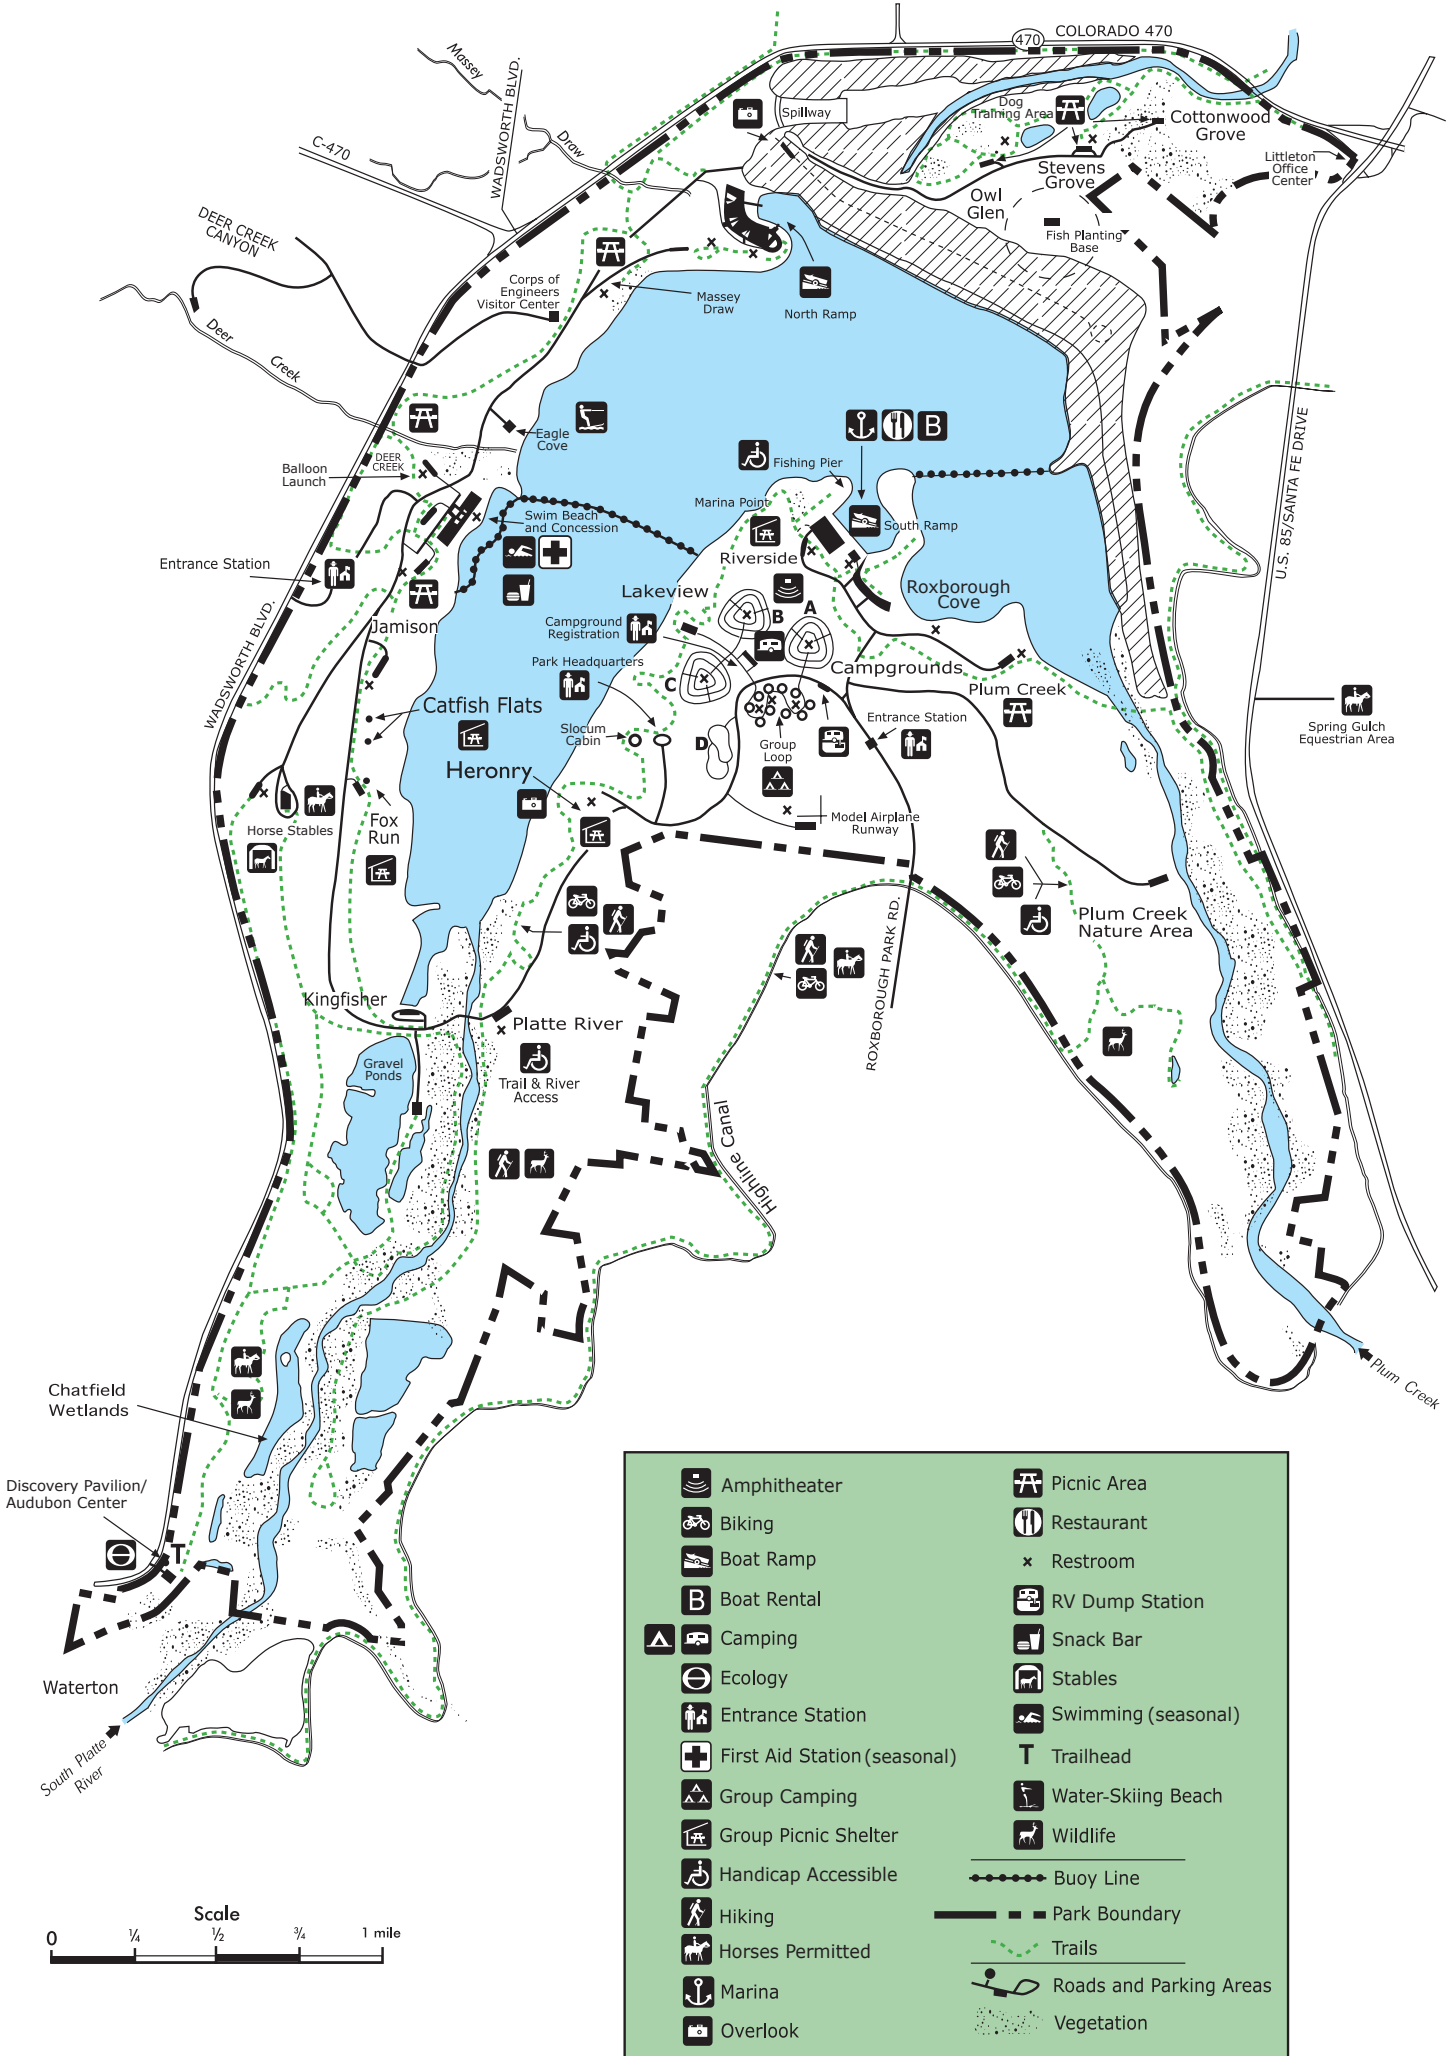 COLORADO 470
470
Massey
Draw
WADSWORTH BLVD.
C-470
DEER CREEK
CANYON
Deer
Creek
Spillway
Dog
Training Area
Cottonwood
Grove
Stevens
Grove
Littleton
Office
Center
Owl
Glen
Fish Planting
Base
Corps of
Engineers
Visitor Center
Massey
Draw
North Ramp
U.S. 85/SANTA FE DRIVE
Eagle
Cove
B
DEER
CREEK
Balloon
Launch
Fishing Pier
Marina Point
Swim Beach
and Concession
South Ramp
Entrance Station
Riverside
Lakeview
Roxborough
Cove
A
B
Jamison
Campground
Registration
WADSWORTH BLVD.
Park Headquarters
Campgrounds
C
Plum Creek
Catfish Flats
Slocum
Cabin
D
Group
Loop
Entrance Station
Spring Gulch
Equestrian Area
Heronry
Fox
Run
Horse Stables
Model Airplane
Runway
Plum Creek
Nature Area
ROXBOROUGH PARK RD.
Kingfisher
Platte River
Gravel
Ponds
Trail & River
Access
Highline Canal
Plum Creek
Chatfield
Wetlands
Discovery Pavilion/
Audubon Center
T
Waterton
South Platte
River
Amphitheater
Biking
Boat Ramp
B Boat Rental
Camping
Ecology
Entrance Station
First Aid Station (seasonal)
Group Camping
Group Picnic Shelter
Handicap Accessible
Hiking
Horses Permitted
Marina
Overlook
Picnic Area
Restaurant
x Restroom
RV Dump Station
Snack Bar
Stables
Swimming (seasonal)
T Trailhead
Water-Skiing Beach
Wildlife
Buoy Line
Park Boundary
Trails
Roads and Parking Areas
Vegetation
Scale
0 ¼ ½ ¾ 1 mile